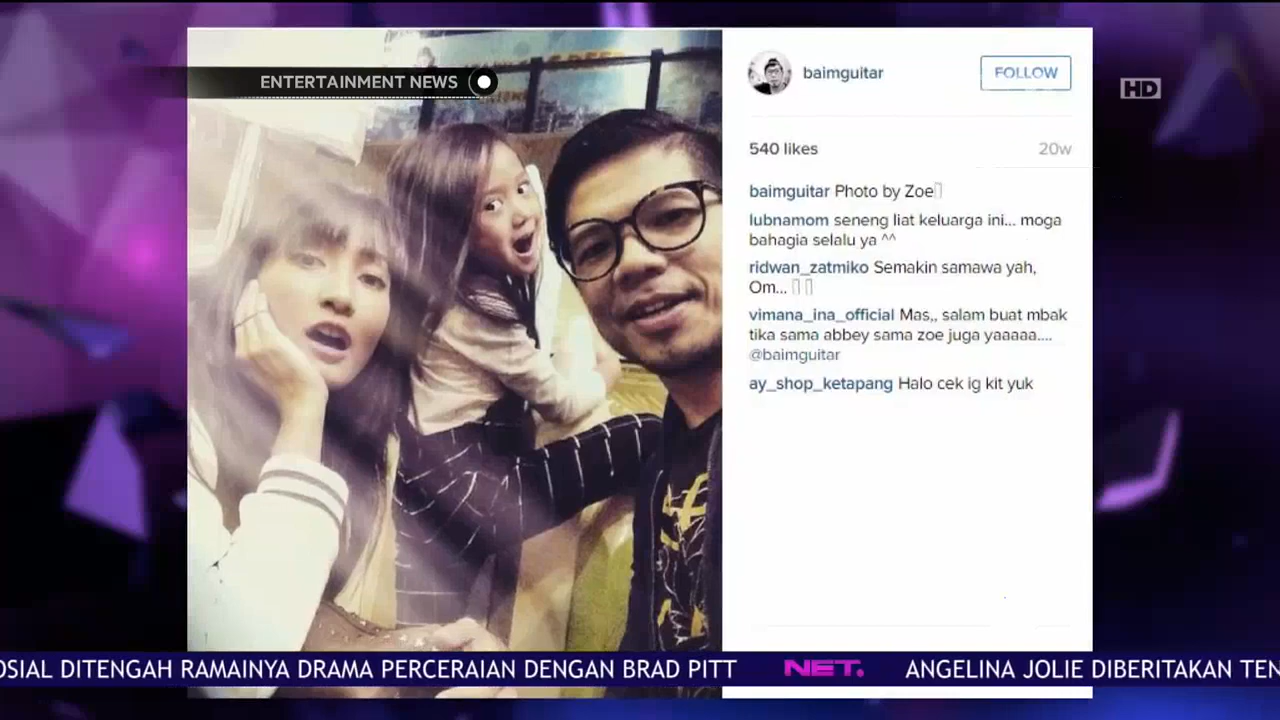 ENTERTAINMENT NEWS
HD
baimguitar
FOLLOW
540 likes
20w
baimguitar Photo by Zoe
lubnamom seneng liat keluarga ini... moga
bahagia selalu ya ^^
ridwan_zatmiko Semakin samawa yah,
Om...
vimana_ina_official Mas,, salam buat mbak
tika sama abbey sama zoe juga yaaaaa....
@baimguitar
ay_shop_ketapang Halo cek ig kit yuk
OSIAL DITENGAH RAMAINYA DRAMA PERCERAIAN DENGAN BRAD PITT NET. ANGELINA JOLIE DIBERITAKAN TEN